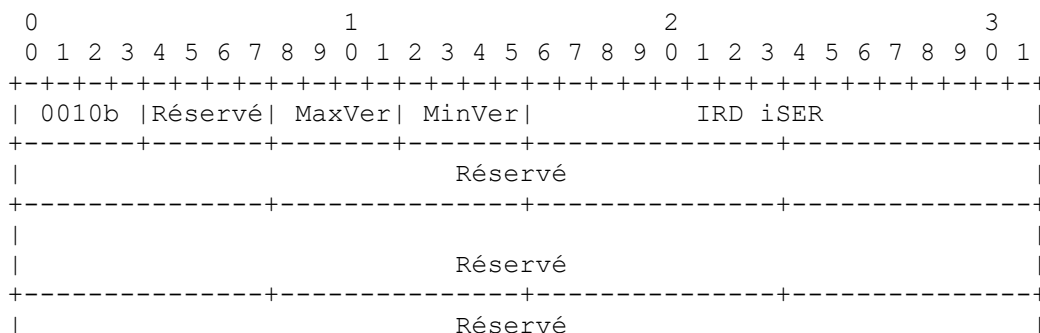 0                   1                   2                   3
 0 1 2 3 4 5 6 7 8 9 0 1 2 3 4 5 6 7 8 9 0 1 2 3 4 5 6 7 8 9 0 1
+-+-+-+-+-+-+-+-+-+-+-+-+-+-+-+-+-+-+-+-+-+-+-+-+-+-+-+-+-+-+-+-+
| 0010b |Réservé| MaxVer| MinVer|          IRD iSER             |
+-------+-------+-------+-------+---------------+---------------+
|                           Réservé                             |
+---------------+---------------+---------------+---------------+
|                                                               |
|                           Réservé                             |
+---------------+---------------+---------------+---------------+
|                           Réservé                             |